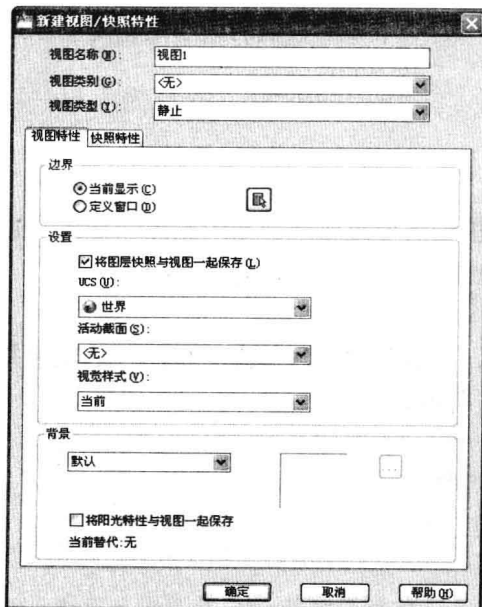 新建视图/快照特性
视图名称(N): 视图1
视图类别(G): <无>
视图类型(Y): 静止
视图特性 快照特性
边界
当前显示(C)
定义窗口(D)
设置
将图层快照与视图一起保存(L)
UCS(U):
世界
活动截面(S):
<无>
视觉样式(V):
当前
背景
默认
...
将阳光特性与视图一起保存
当前替代:无
确定 取消 帮助(H)